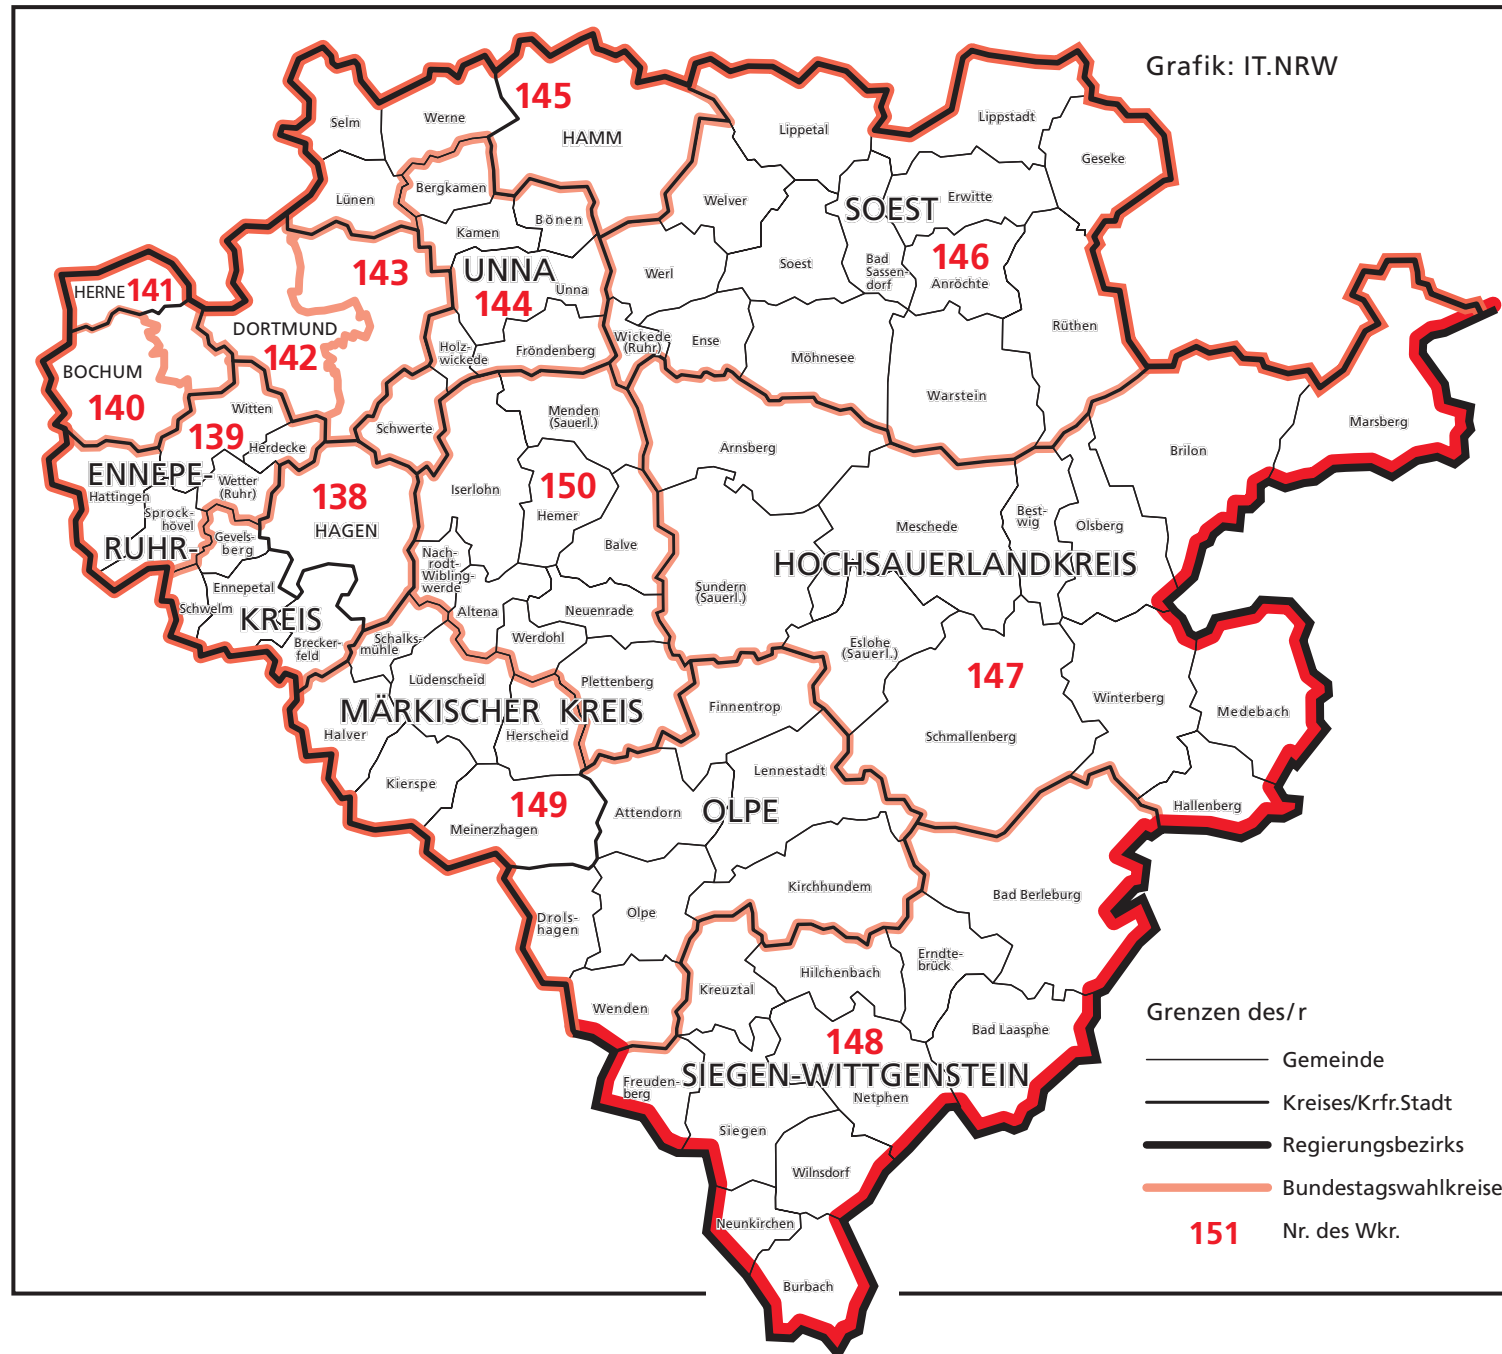 Grafik: IT.NRW
145
HAMM
Selm
Werne
Lippetal
Lippstadt
Geseke
Bergkamen
Lünen
Bönen
Kamen
Welver
SOEST
Erwitte
143
UNNA
144
Unna
Werl
Soest
Bad
Sassen-
dorf
146
Anröchte
HERNE 141
DORTMUND
142
Holz-
wickede
Fröndenberg
Wickede
(Ruhr)
Ense
Möhnesee
Rüthen
BOCHUM
140
Witten
139
Herdecke
Schwerte
Menden
(Sauerl.)
Warstein
Arnsberg
Brilon
Marsberg
ENNEPE-
Hattingen
Wetter
(Ruhr)
Sprock-
hövel
RUHR-
Gevels-
berg
138
HAGEN
Iserlohn
150
Hemer
Balve
Meschede
Best-
wig
Olsberg
HOCHSAUERLANDKREIS
Nach-
rodt-
Wibling-
werde
Ennepetal
Schwelm
KREIS
Brecker-
feld
Schalks-
mühle
Altena
Neuenrade
Werdohl
Sundern
(Sauerl.)
Eslohe
(Sauerl.)
147
Lüdenscheid
Plettenberg
Finnentrop
Winterberg
Medebach
MÄRKISCHER KREIS
Halver
Herscheid
Schmallenberg
Kierspe
149
Meinerzhagen
Lennestadt
Attendorn
OLPE
Hallenberg
Kirchhundem
Bad Berleburg
Drols-
hagen
Olpe
Erndte-
brück
Hilchenbach
Kreuztal
Wenden
148
Bad Laasphe
SIEGEN-WITTGENSTEIN
Freuden-
berg
Netphen
Siegen
Wilnsdorf
Neunkirchen
Burbach
Grenzen des/r
Gemeinde
Kreises/Krfr.Stadt
Regierungsbezirks
Bundestagswahlkreise
151 Nr. des Wkr.